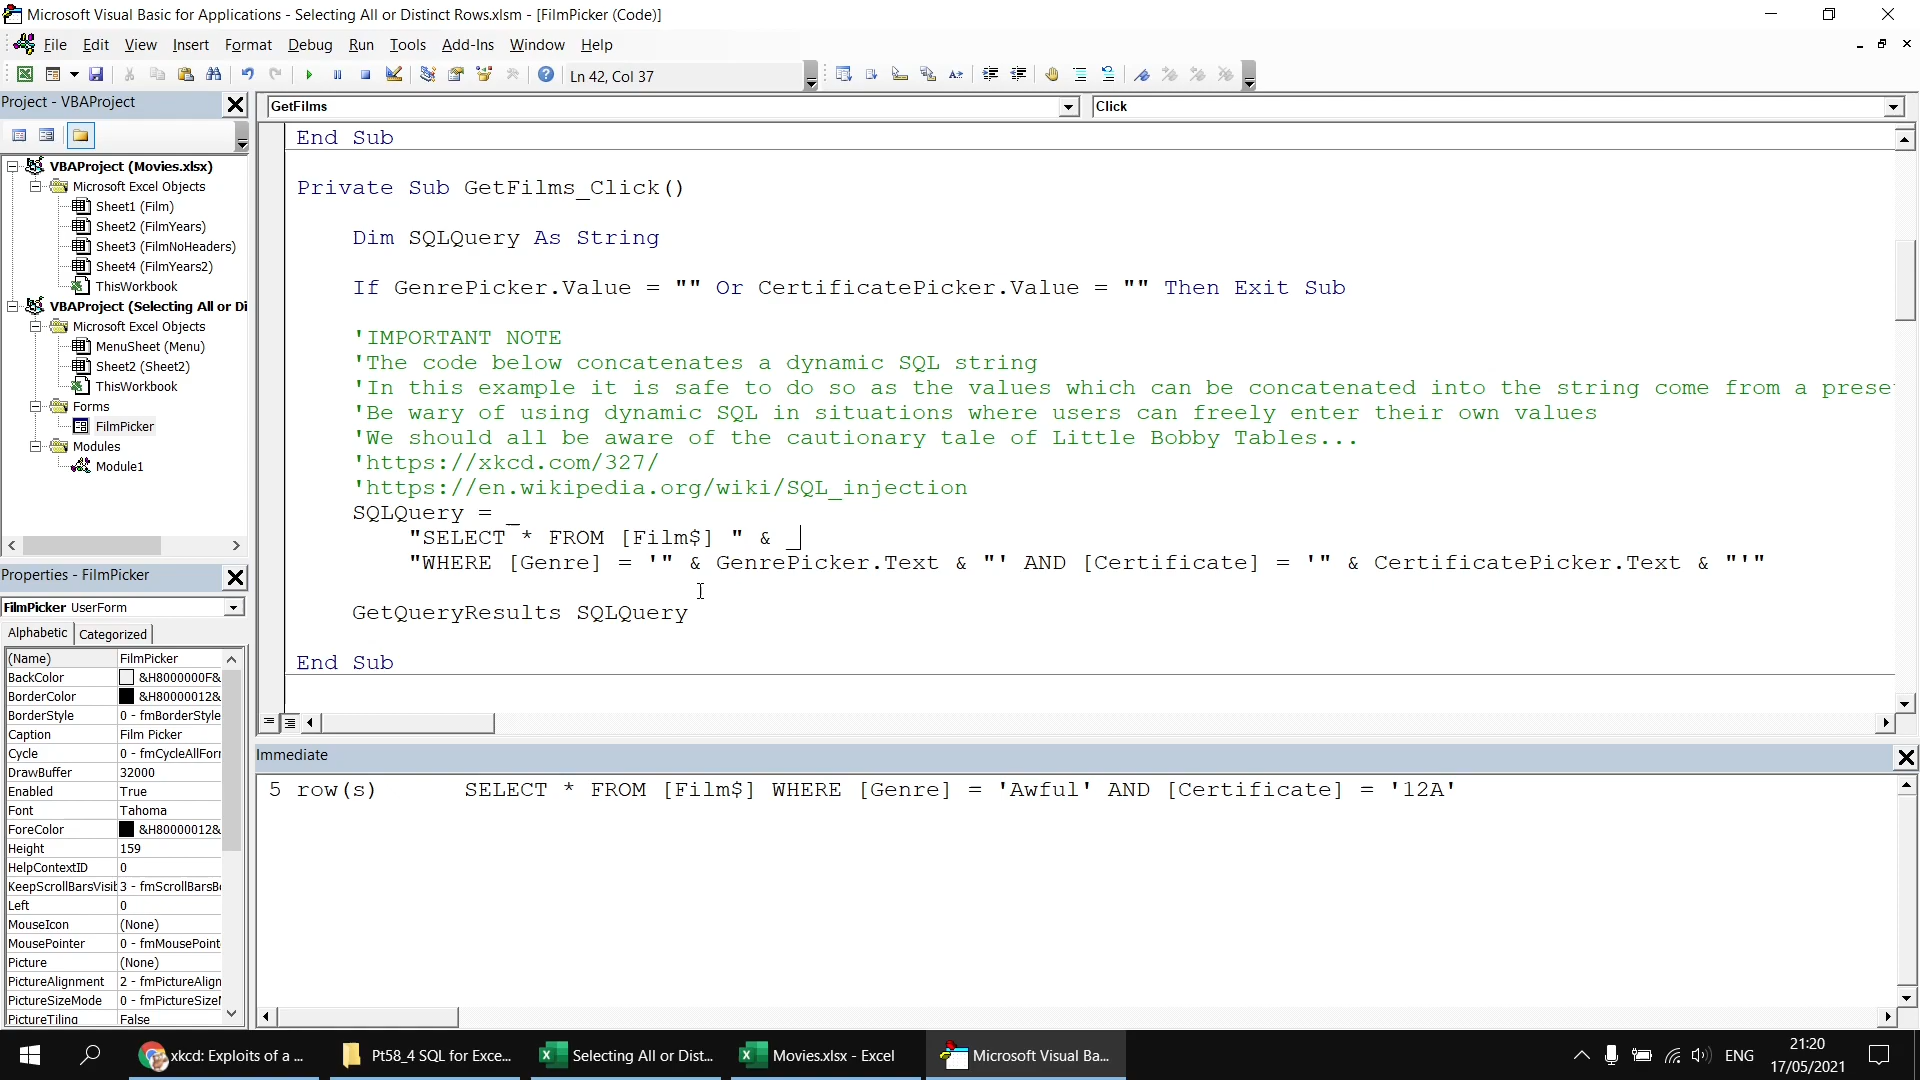 Microsoft Visual Basic for Applications - Selecting All or Distinct Rows.xlsm - [FilmPicker (Code)]
File Edit View Insert Format Debug Run Tools Add-Ins Window Help
Ln 42, Col 37
Project - VBAProject
GetFilms
Click
VBAProject (Movies.xlsx)
Microsoft Excel Objects
Sheet1 (Film)
Sheet2 (FilmYears)
Sheet3 (FilmNoHeaders)
Sheet4 (FilmYears2)
ThisWorkbook
VBAProject (Selecting All or Di
Microsoft Excel Objects
MenuSheet (Menu)
Sheet2 (Sheet2)
ThisWorkbook
Forms
FilmPicker
Modules
Module1
End Sub
Private Sub GetFilms_Click()
Dim SQLQuery As String
If GenrePicker.Value = "" Or CertificatePicker.Value = "" Then Exit Sub
'IMPORTANT NOTE
'The code below concatenates a dynamic SQL string
'In this example it is safe to do so as the values which can be concatenated into the string come from a prese
'Be wary of using dynamic SQL in situations where users can freely enter their own values
'We should all be aware of the cautionary tale of Little Bobby Tables...
'https://xkcd.com/327/
'https://en.wikipedia.org/wiki/SQL_injection
SQLQuery = _
"SELECT * FROM [Film$] " & _
"WHERE [Genre] = '" & GenrePicker.Text & "' AND [Certificate] = '" & CertificatePicker.Text & "'"
GetQueryResults SQLQuery
End Sub
Properties - FilmPicker
FilmPicker UserForm
Alphabetic Categorized
(Name) FilmPicker
BackColor &H8000000F&
BorderColor &H80000012&
BorderStyle 0 - fmBorderStyle
Caption Film Picker
Cycle 0 - fmCycleAllForr
DrawBuffer 32000
Enabled True
Font Tahoma
ForeColor &H80000012&
Height 159
HelpContextID 0
KeepScrollBarsVisib 3 - fmScrollBarsBo
Left 0
MouseIcon (None)
MousePointer 0 - fmMousePoint
Picture (None)
PictureAlignment 2 - fmPictureAlign
PictureSizeMode 0 - fmPictureSizeM
PictureTiling False
Immediate
5 row(s) SELECT * FROM [Film$] WHERE [Genre] = 'Awful' AND [Certificate] = '12A'
xkcd: Exploits of a ...
Pt58_4 SQL for Exce...
Selecting All or Dist...
Movies.xlsx - Excel
Microsoft Visual Ba...
ENG
21:20
17/05/2021